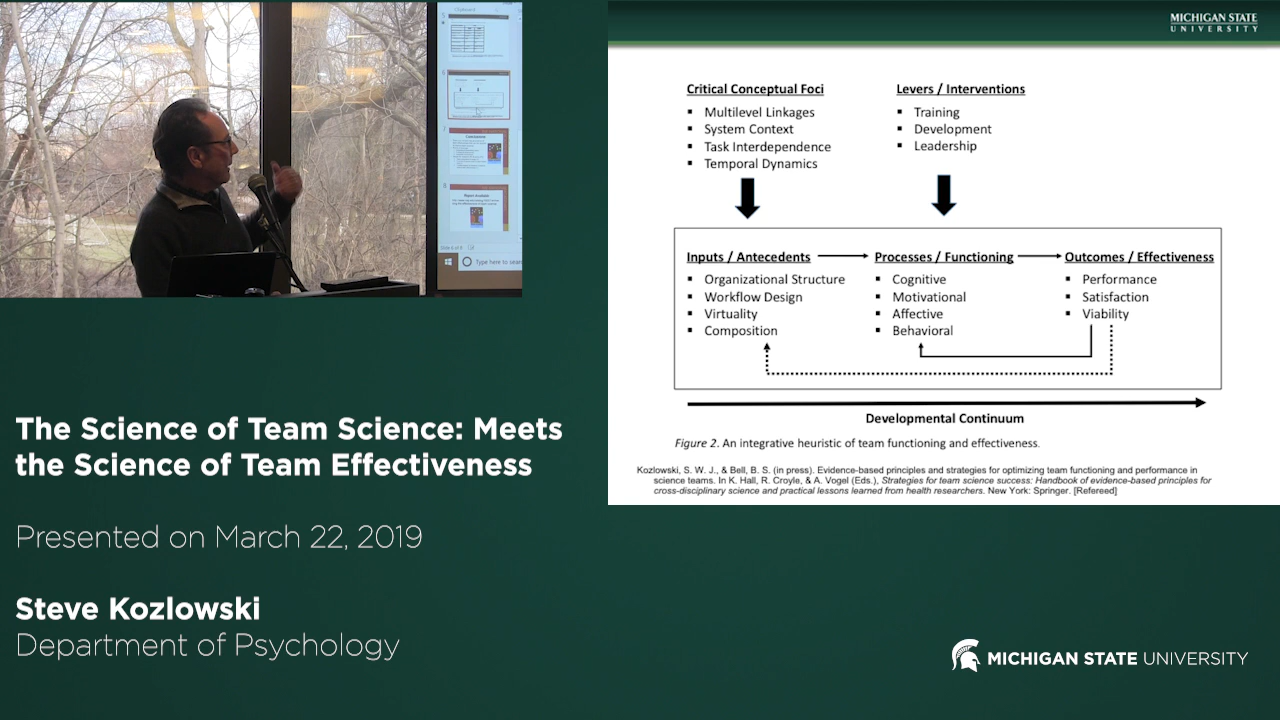 MICHIGAN STATE
UNIVERSITY
Critical Conceptual Foci
▪ Multilevel Linkages
▪ System Context
▪ Task Interdependence
▪ Temporal Dynamics
Levers / Interventions
▪ Training
▪ Development
▪ Leadership
Inputs / Antecedents
▪ Organizational Structure
▪ Workflow Design
▪ Virtuality
▪ Composition
Processes / Functioning
▪ Cognitive
▪ Motivational
▪ Affective
▪ Behavioral
Outcomes / Effectiveness
▪ Performance
▪ Satisfaction
▪ Viability
Developmental Continuum
Figure 2. An integrative heuristic of team functioning and effectiveness.
Kozlowski, S. W. J., & Bell, B. S. (in press). Evidence-based principles and strategies for optimizing team functioning and performance in
science teams. In K. Hall, R. Croyle, & A. Vogel (Eds.), Strategies for team science success: Handbook of evidence-based principles for
cross-disciplinary science and practical lessons learned from health researchers. New York: Springer. [Refereed]
Type here to sear
The Science of Team Science: Meets
the Science of Team Effectiveness
Presented on March 22, 2019
Steve Kozlowski
Department of Psychology
MICHIGAN STATE UNIVERSITY